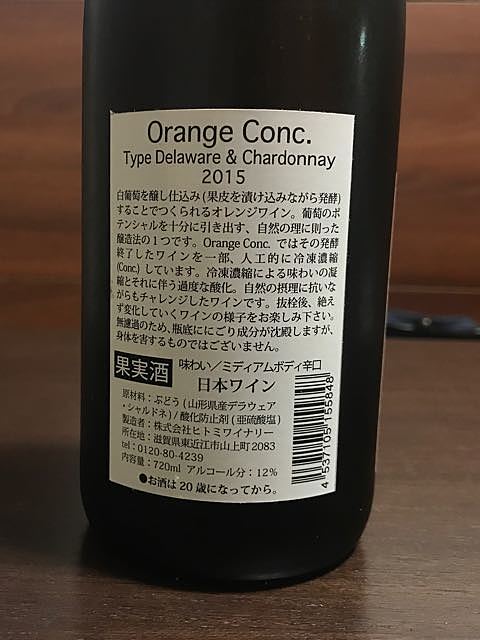 Orange Conc.
Type Delaware & Chardonnay
2015
白葡萄を醸し仕込み(果皮を漬け込みながら発酵)
することでつくられるオレンジワイン。葡萄のポ
テンシャルを十分に引き出す、自然の理に則った
醸造法の1つです。Orange Conc. ではその発酵
終了したワインを一部、人工的に冷凍濃縮
(Conc.) しています。冷凍濃縮による味わいの凝
縮とそれに伴う過度な酸化。自然の摂理に抗いな
がらもチャレンジしたワインです。抜栓後、絶え
ず変化していくワインの様子をお楽しみ下さい。
無濾過のため、瓶底ににごり成分が沈殿しますが、
身体を害するものではございません。
果実酒
味わい/ミディアムボディ辛口
日本ワイン
原材料:ぶどう(山形県産デラウェア
・シャルドネ)/酸化防止剤(亜硫酸塩)
製造者:株式会社ヒトミワイナリー
所在地:滋賀県東近江市山上町2083
tel:0120-80-4239
内容量:720ml アルコール分:12%
●お酒は20歳になってから。
4 537105 155848